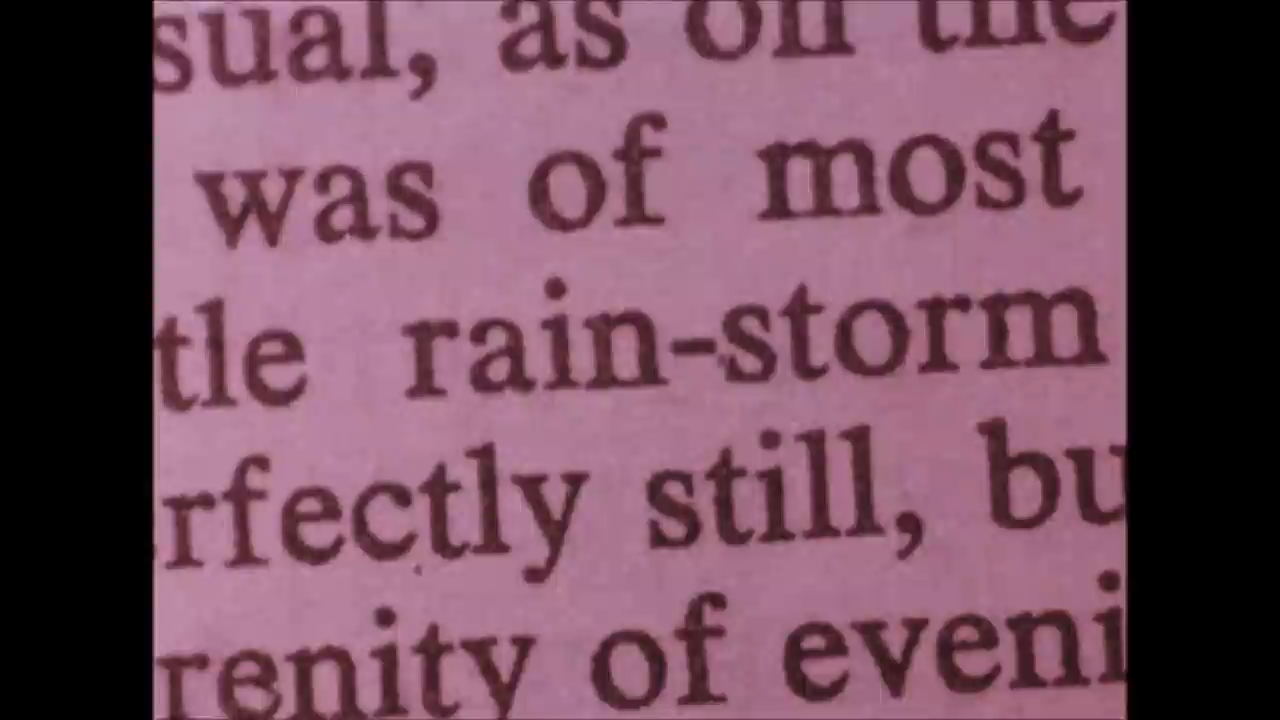 sual, as on the
was of most
tle rain-storm
rfectly still, bu
renity of eveni